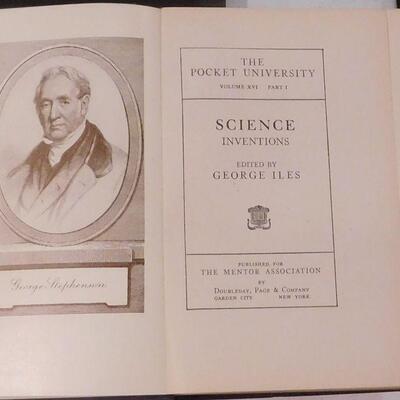 George Stephenson
THE
POCKET UNIVERSITY
VOLUME XVI PART I
SCIENCE
INVENTIONS
EDITED BY
GEORGE ILES
PUBLISHED FOR
THE MENTOR ASSOCIATION
BY
DOUBLEDAY, PAGE & COMPANY
GARDEN CITY NEW YORK